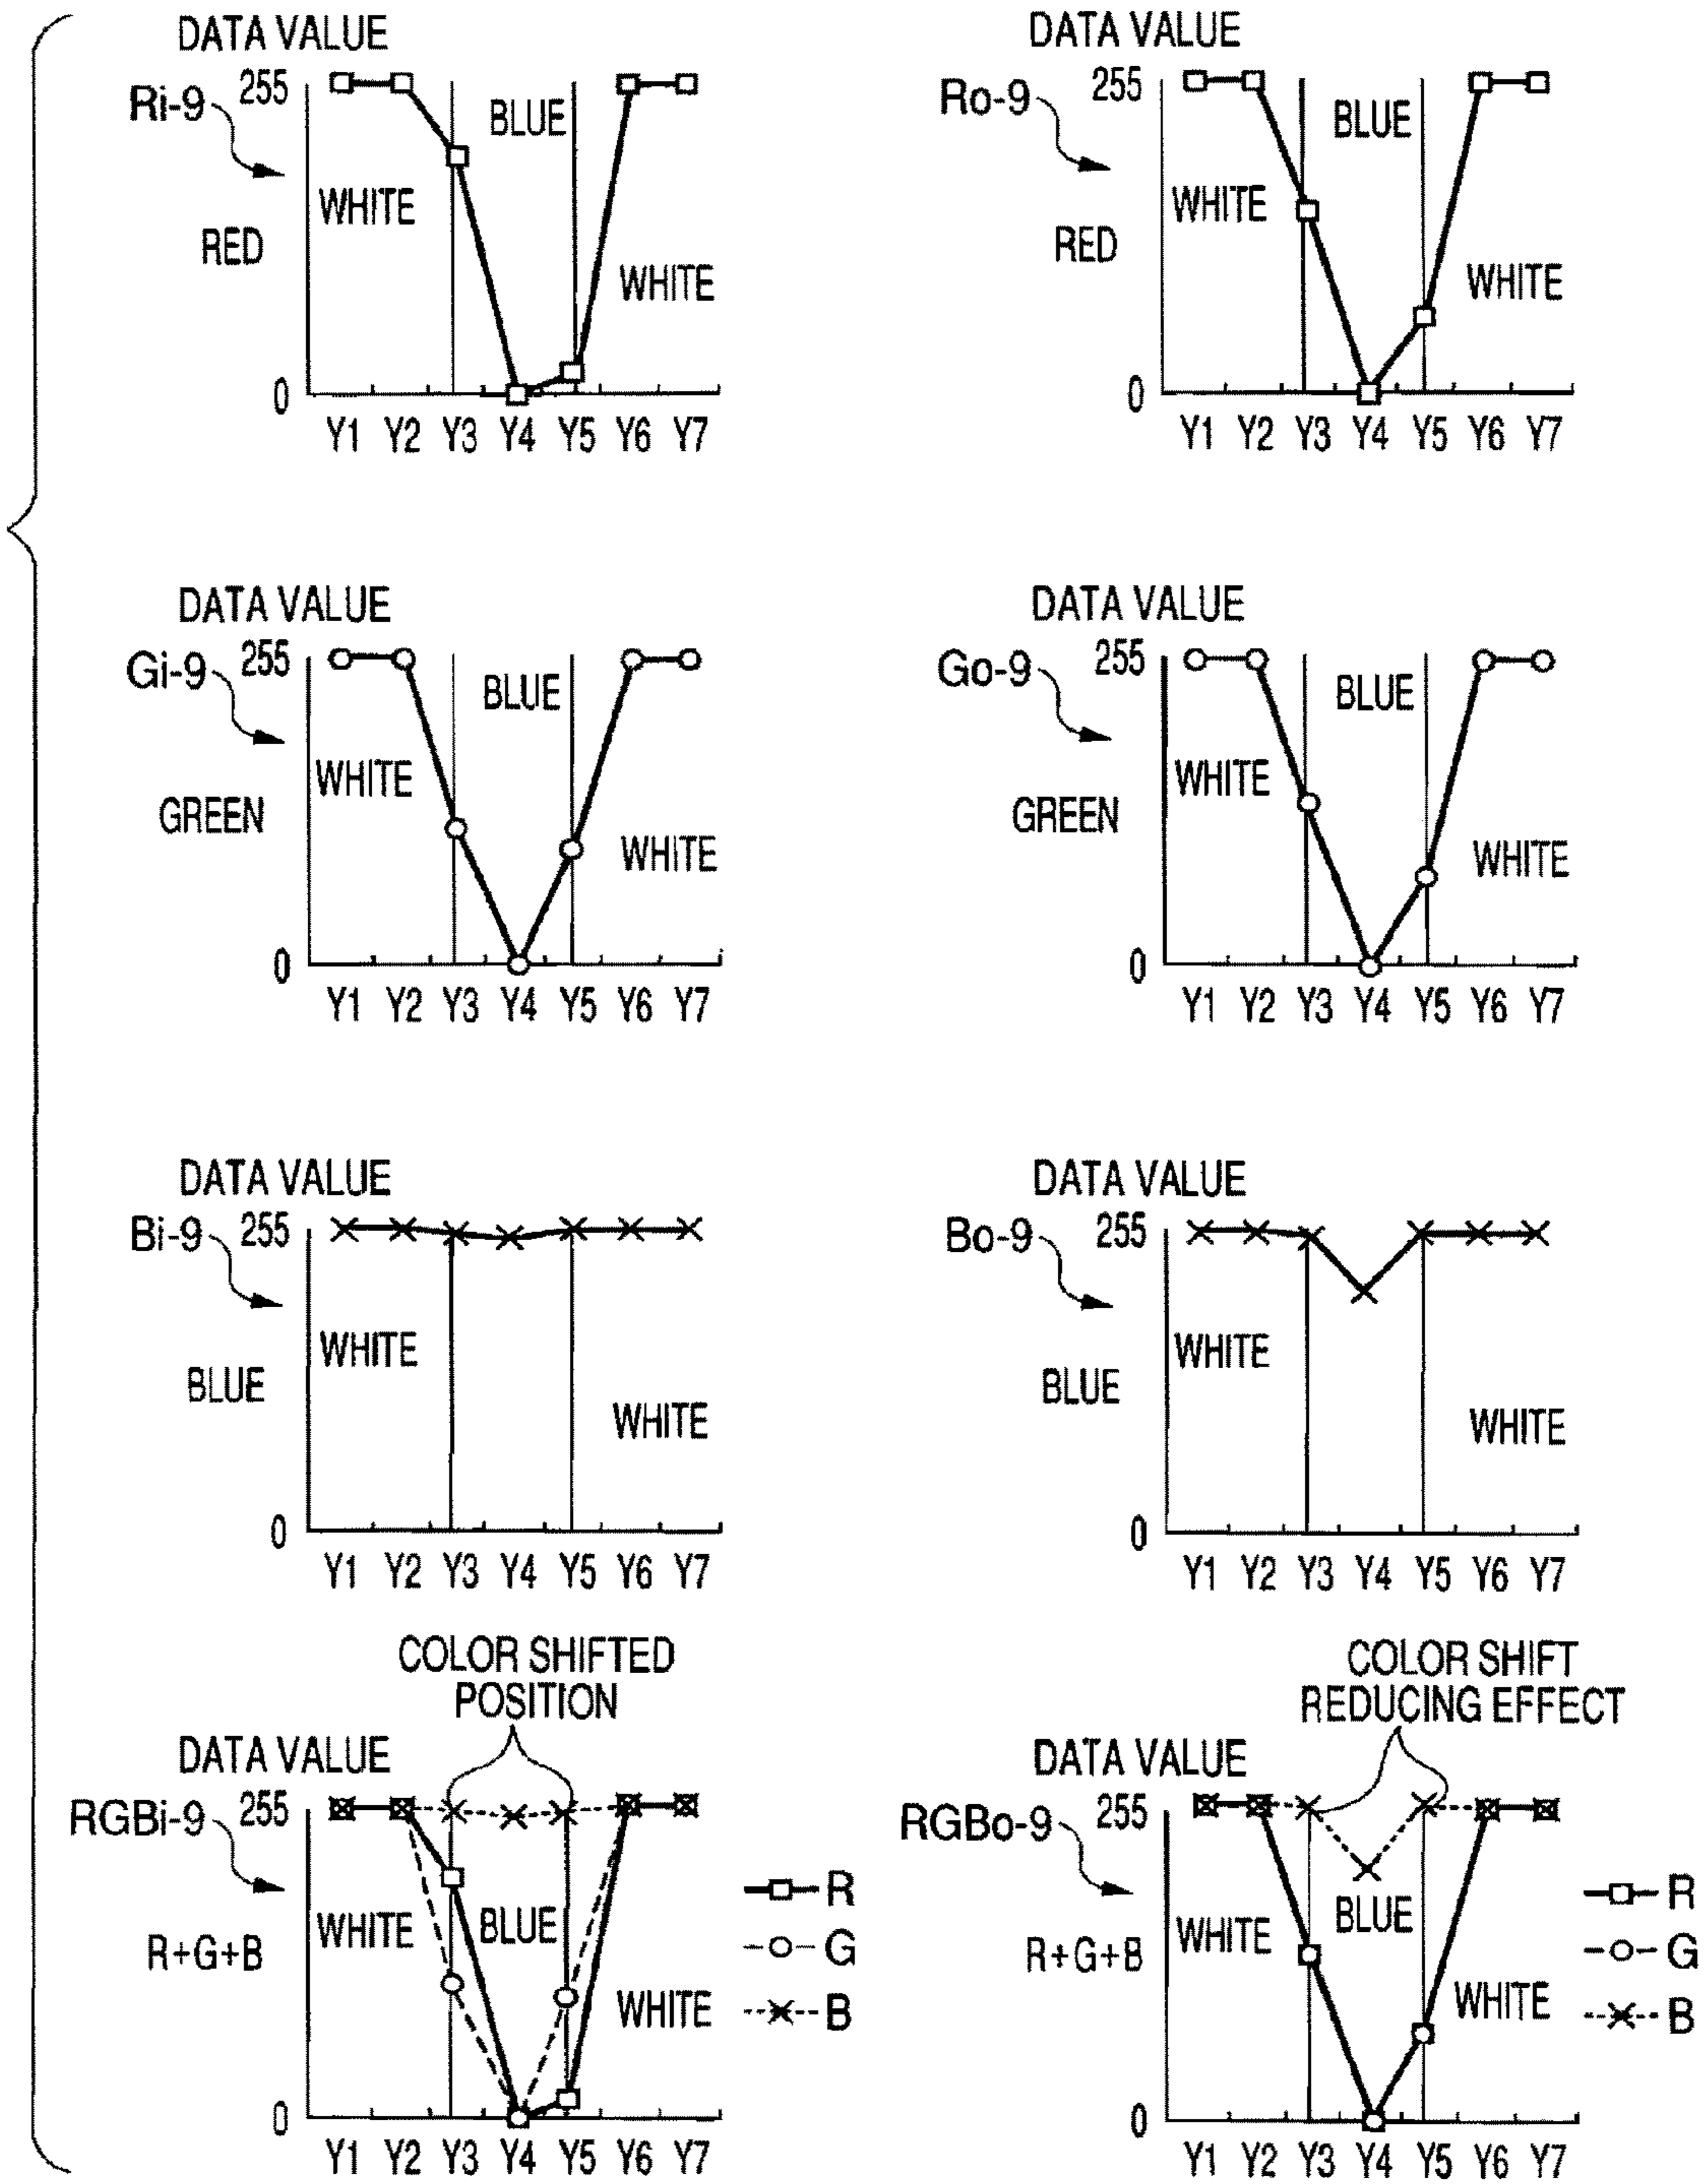 DATA VALUE
255
Ri-9
BLUE
WHITE
RED
WHITE
0
Y1 Y2 Y3 Y4 Y5 Y6 Y7
DATA VALUE
255
Ro-9
BLUE
WHITE
RED
WHITE
0
Y1 Y2 Y3 Y4 Y5 Y6 Y7
DATA VALUE
255
Gi-9
BLUE
WHITE
GREEN
WHITE
0
Y1 Y2 Y3 Y4 Y5 Y6 Y7
DATA VALUE
255
Go-9
BLUE
WHITE
GREEN
WHITE
0
Y1 Y2 Y3 Y4 Y5 Y6 Y7
DATA VALUE
255
Bi-9
WHITE
BLUE
WHITE
0
Y1 Y2 Y3 Y4 Y5 Y6 Y7
DATA VALUE
255
Bo-9
WHITE
BLUE
WHITE
0
Y1 Y2 Y3 Y4 Y5 Y6 Y7
COLOR SHIFTED
POSITION
DATA VALUE
255
RGBi-9
R
WHITE
BLUE
G
R+G+B
WHITE
B
0
Y1 Y2 Y3 Y4 Y5 Y6 Y7
COLOR SHIFT
REDUCING EFFECT
DATA VALUE
255
RGBo-9
R
BLUE
WHITE
G
R+G+B
WHITE
B
0
Y1 Y2 Y3 Y4 Y5 Y6 Y7